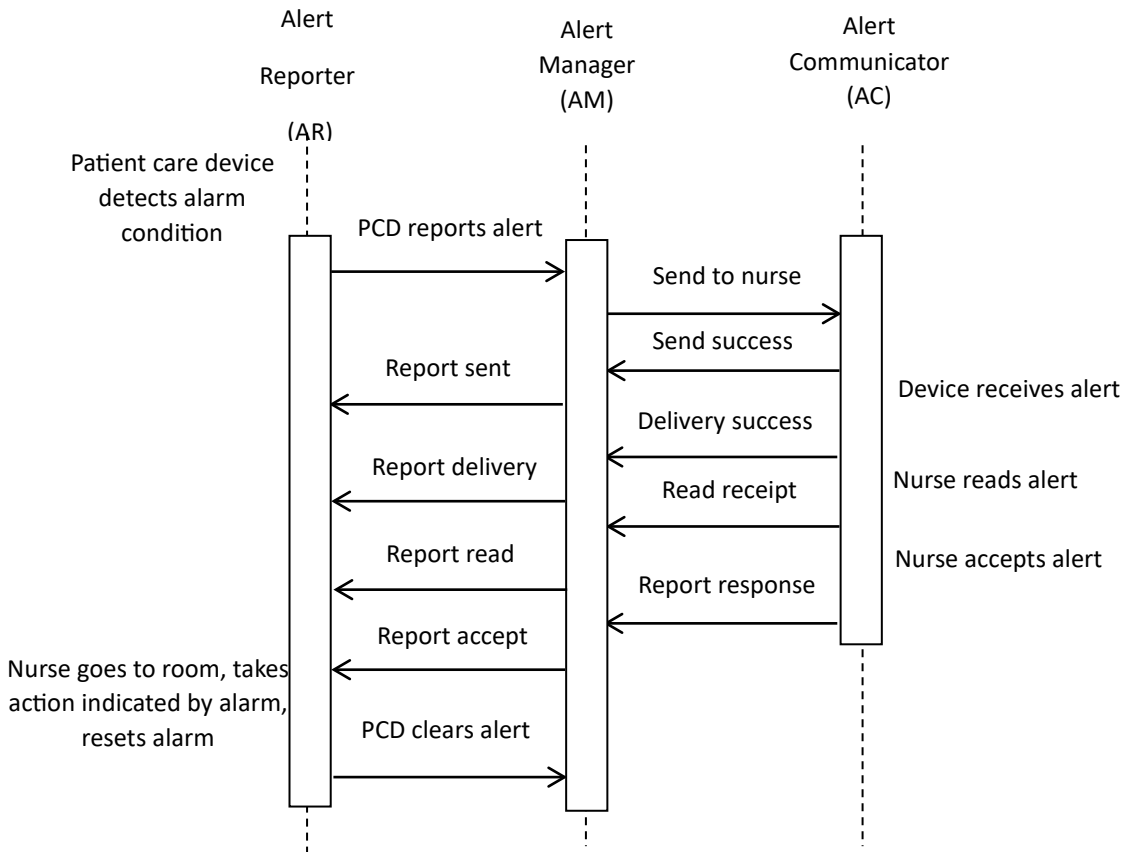 Alert
Reporter
(AR)
Alert
Manager
(AM)
Alert
Communicator
(AC)
Patient care device
detects alarm
condition
PCD reports alert
Send to nurse
Send success
Report sent
Device receives alert
Delivery success
Report delivery
Nurse reads alert
Read receipt
Report read
Nurse accepts alert
Report response
Report accept
Nurse goes to room, takes
action indicated by alarm,
resets alarm
PCD clears alert